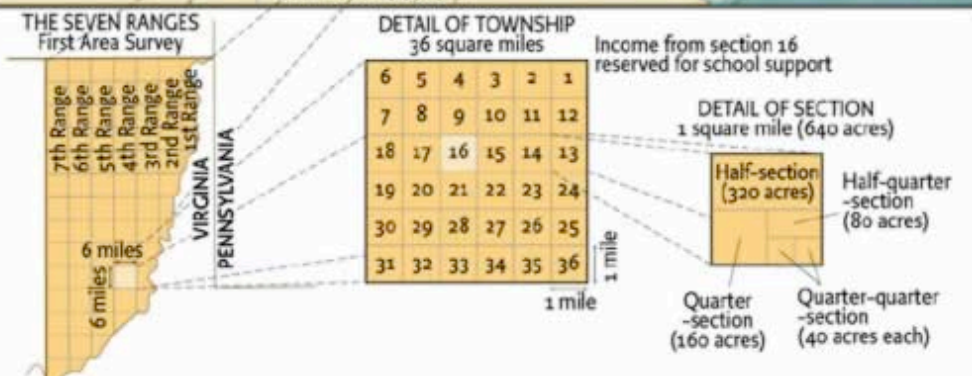 THE SEVEN RANGES
First Area Survey
7th Range
6th Range
5th Range
4th Range
3rd Range
2nd Range
1st Range
VIRGINIA
PENNSYLVANIA
6 miles
6 miles
DETAIL OF TOWNSHIP
36 square miles
6 5 4 3 2 1
7 8 9 10 11 12
18 17 16 15 14 13
19 20 21 22 23 24
30 29 28 27 26 25
31 32 33 34 35 36
1 mile
1 mile
Income from section 16
reserved for school support
DETAIL OF SECTION
1 square mile (640 acres)
Half-section
(320 acres)
Half-quarter
-section
(80 acres)
Quarter
-section
(160 acres)
Quarter-quarter
-section
(40 acres each)